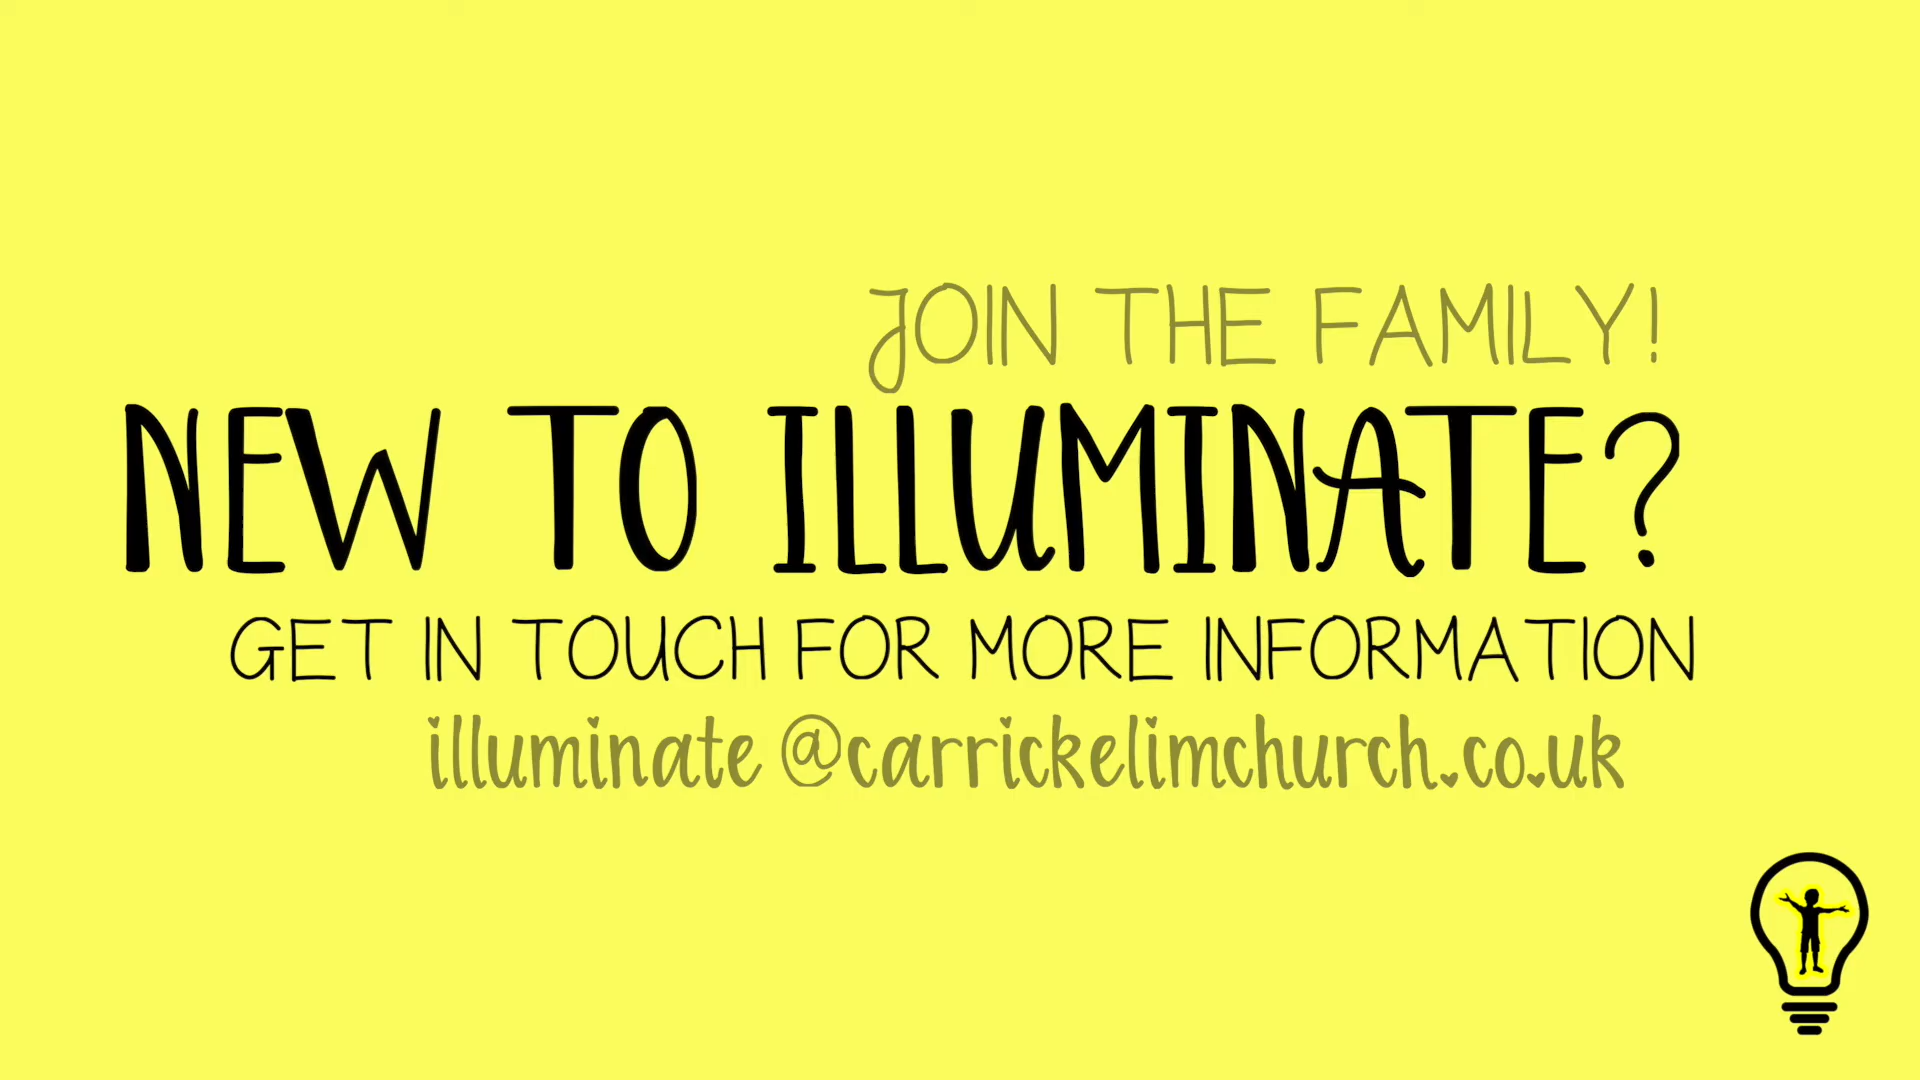 JOIN THE FAMILY!
NEW TO ILLUMINATE?
GET IN TOUCH FOR MORE INFORMATION
illuminate @carrickelimchurch.co.uk